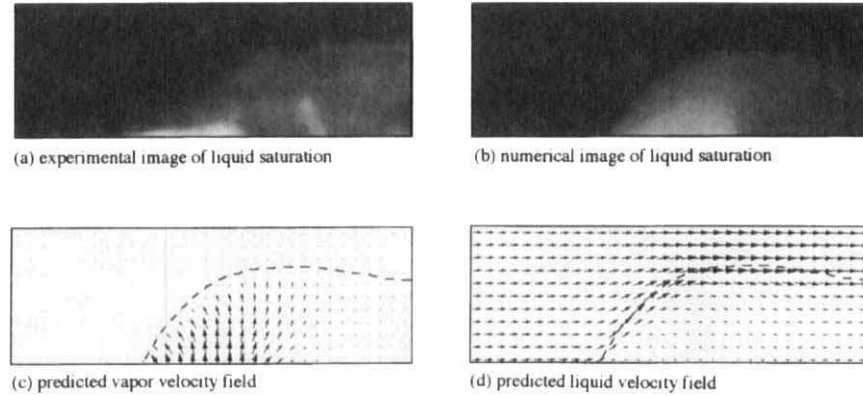 (a) experimental image of liquid saturation
(b) numerical image of liquid saturation
(c) predicted vapor velocity field
(d) predicted liquid velocity field